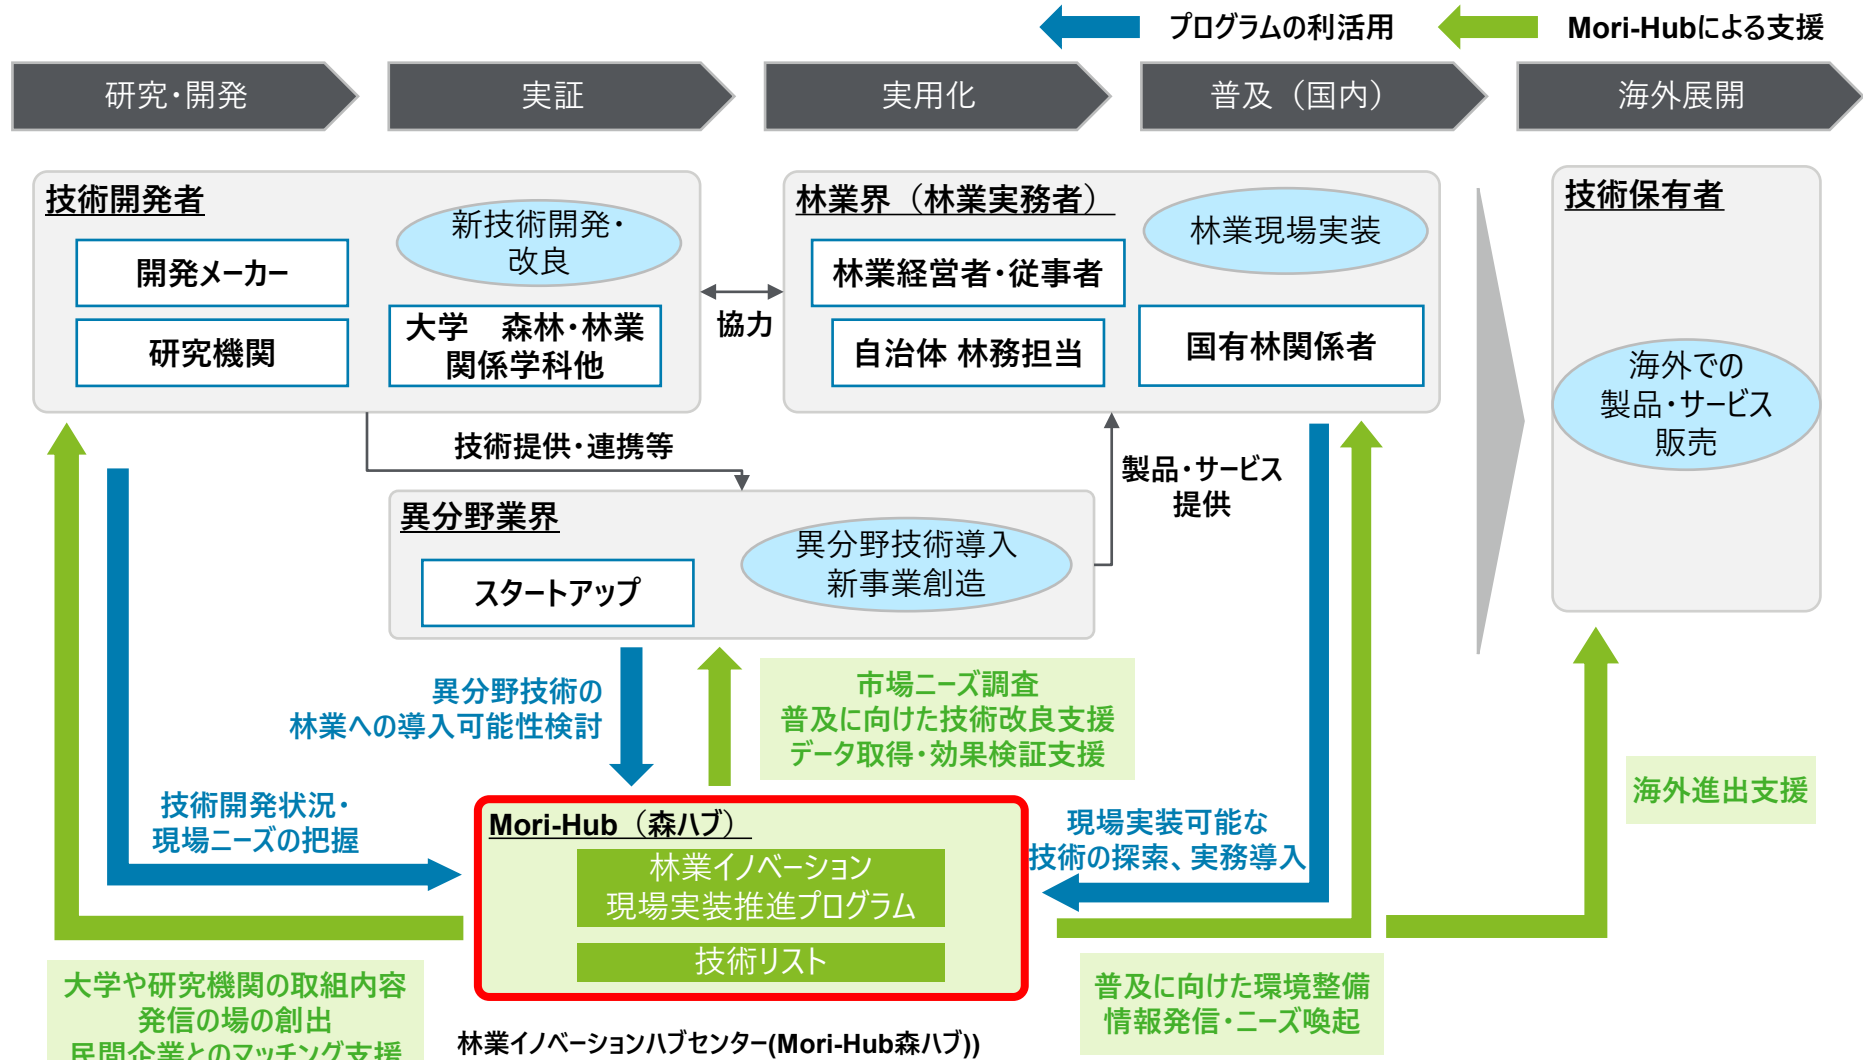 プログラムの利活用
Mori-Hubによる支援
研究・開発
実証
実用化
普及（国内）
海外展開
技術開発者
新技術開発・
改良
開発メーカー
研究機関
大学　森林・林業
関係学科他
協力
林業界（林業実務者）
林業現場実装
林業経営者・従事者
自治体 林務担当
国有林関係者
技術保有者
海外での
製品・サービス
販売
技術提供・連携等
製品・サービス
提供
異分野業界
スタートアップ
異分野技術導入
新事業創造
異分野技術の
林業への導入可能性検討
市場ニーズ調査
普及に向けた技術改良支援
データ取得・効果検証支援
海外進出支援
技術開発状況・
現場ニーズの把握
Mori-Hub（森ハブ）
林業イノベーション
現場実装推進プログラム
技術リスト
現場実装可能な
技術の探索、実務導入
大学や研究機関の取組内容
発信の場の創出
民間企業とのマッチング支援
普及に向けた環境整備
情報発信・ニーズ喚起
林業イノベーションハブセンター(Mori-Hub森ハブ))